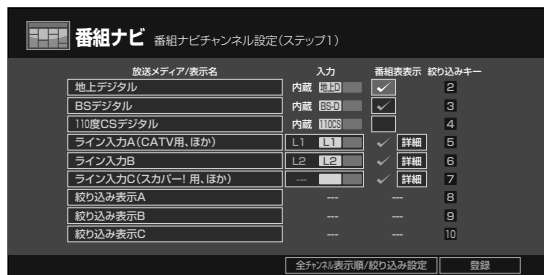 番組ナビ 番組ナビチャンネル設定(ステップ1)
放送メディア/表示名 入力 番組表表示 絞り込みキー
地上デジタル 内蔵 地上D 2
BSデジタル 内蔵 BS-D 3
110度CSデジタル 内蔵 110CS 4
ライン入力A(CATV用、ほか) L1 L1 詳細 5
ライン入力B L2 L2 詳細 6
ライン入力C(スカパー!用、ほか) --- 詳細 7
絞り込み表示A --- --- 8
絞り込み表示B --- --- 9
絞り込み表示C --- --- 10
全チャンネル表示順/絞り込み設定 登録